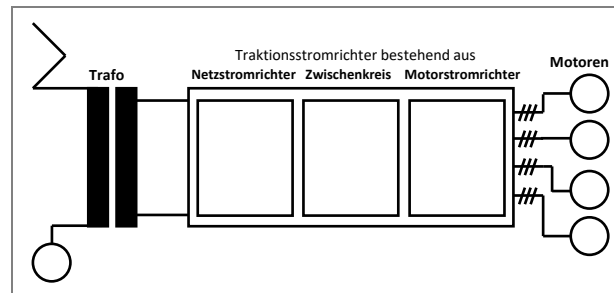 Traktionsstromrichter bestehend aus
Trafo
Netzstromrichter
Zwischenkreis
Motorstromrichter
Motoren